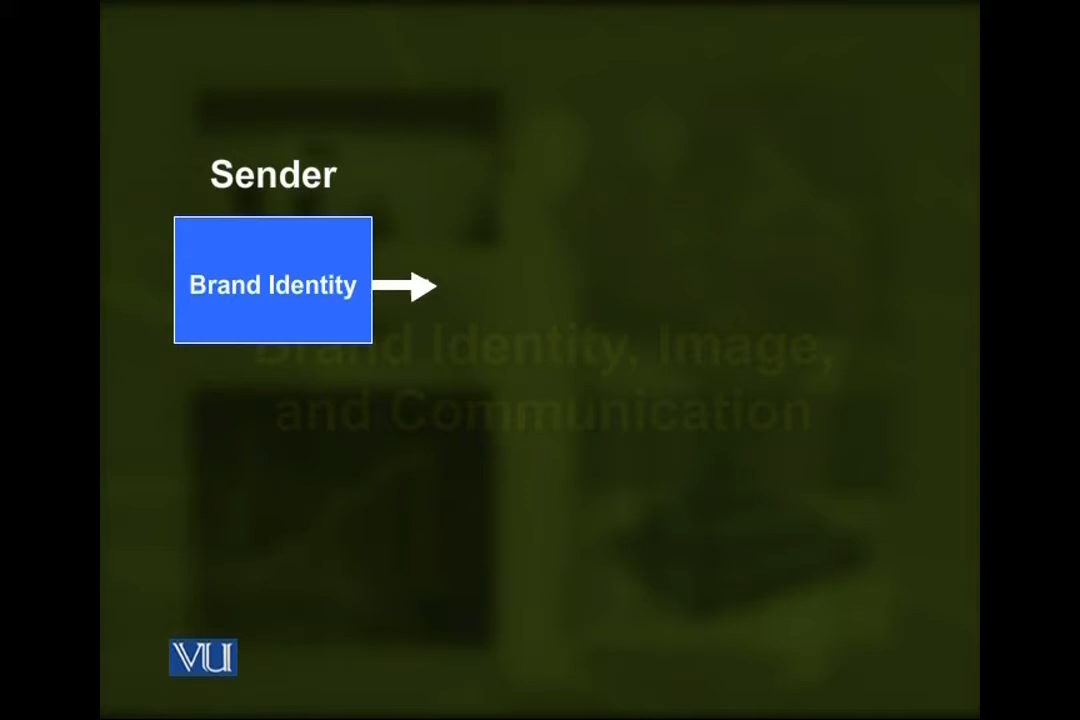 Sender
Brand Identity
Brand Identity, Image,
and Communication
VU